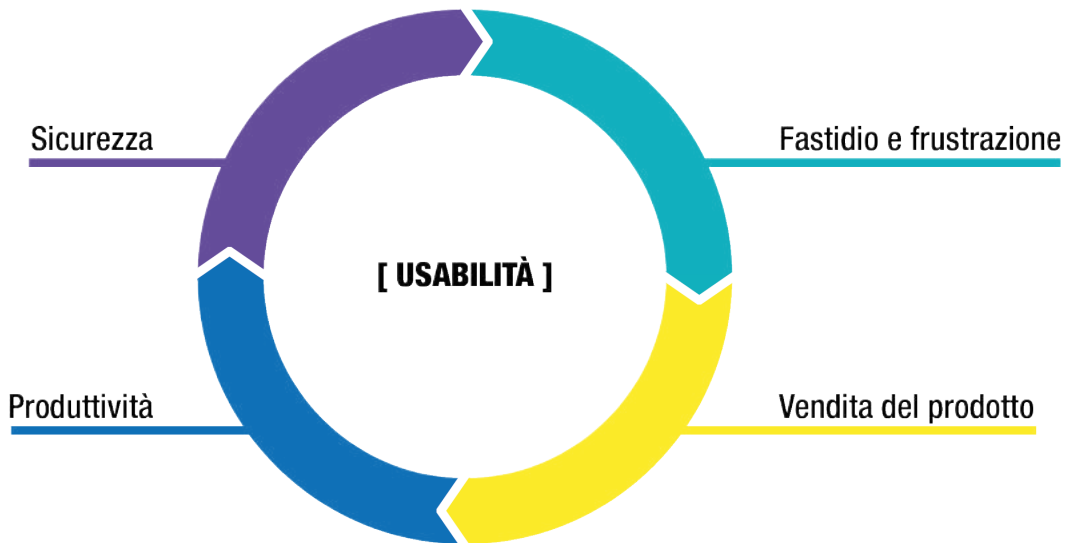 Sicurezza
Fastidio e frustrazione
[ USABILITÀ ]
Produttività
Vendita del prodotto